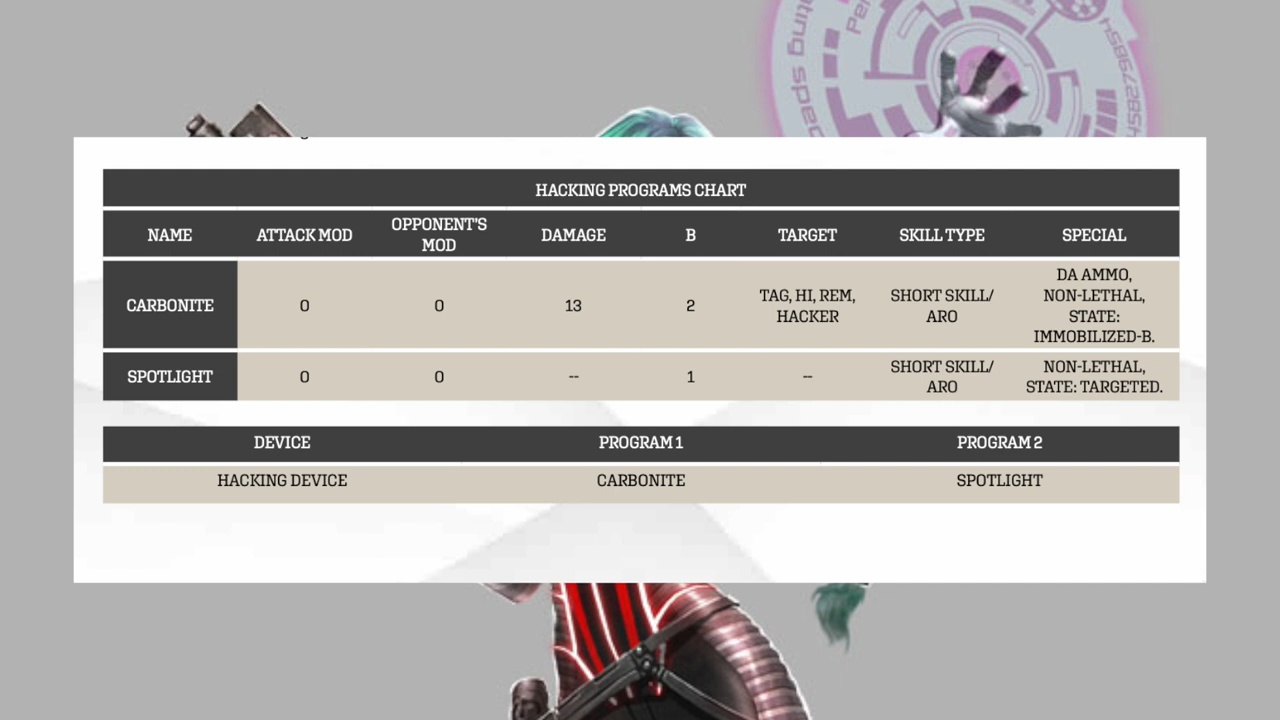 HACKING PROGRAMS CHART
NAME ATTACK MOD OPPONENT'S MOD DAMAGE B TARGET SKILL TYPE SPECIAL
CARBONITE 0 0 13 2 TAG, HI, REM, HACKER SHORT SKILL/ ARO DA AMMO, NON-LETHAL, STATE: IMMOBILIZED-B.
SPOTLIGHT 0 0 -- 1 -- SHORT SKILL/ ARO NON-LETHAL, STATE: TARGETED.
DEVICE PROGRAM 1 PROGRAM 2
HACKING DEVICE CARBONITE SPOTLIGHT